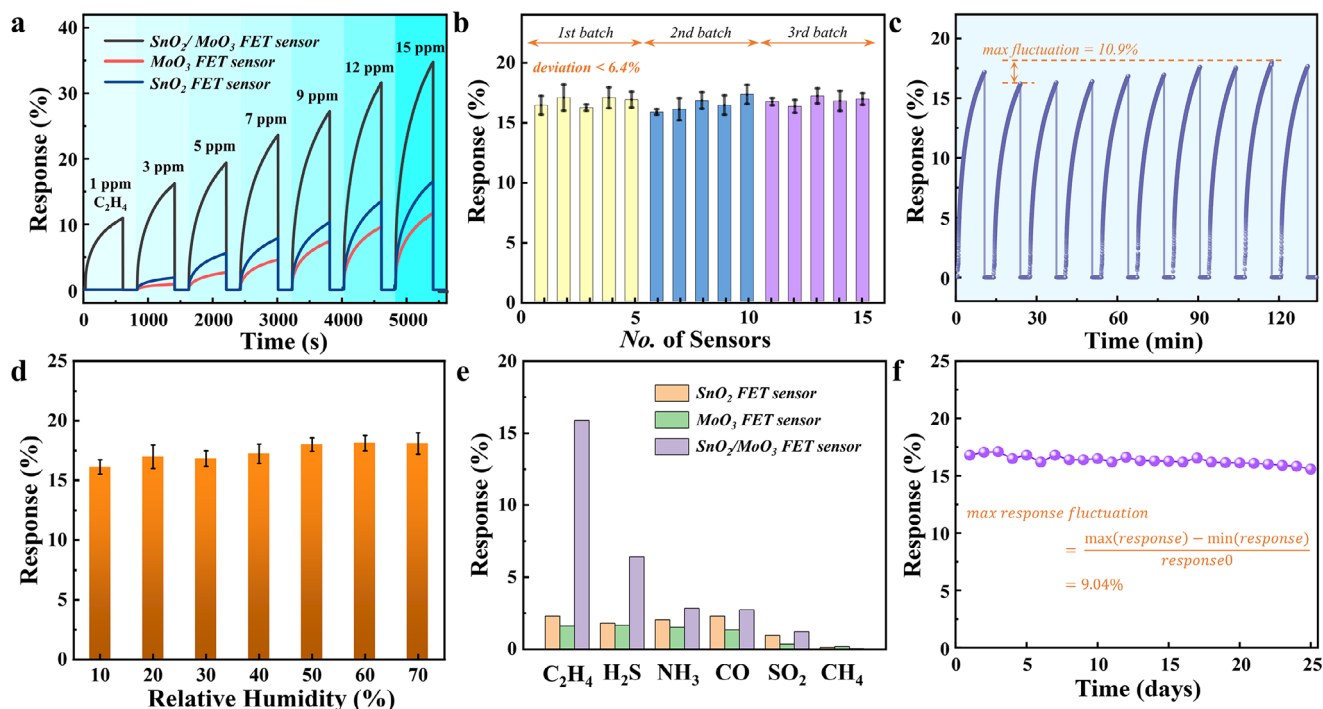 a
Response (%)
40
30
20
10
0
SnO₂/ MoO₃ FET sensor
MoO₃ FET sensor
SnO₂ FET sensor
1 ppm
C₂H₄
3 ppm
5 ppm
7 ppm
9 ppm
12 ppm
15 ppm
0 1000 2000 3000 4000 5000
Time (s)
b
Response (%)
20
15
10
5
0
1st batch 2nd batch 3rd batch
deviation < 6.4%
0 5 10 15
No. of Sensors
c
Response (%)
20
15
10
5
0
max fluctuation = 10.9%
0 30 60 90 120
Time (min)
d
Response (%)
25
20
15
10
5
0
10 20 30 40 50 60 70
Relative Humidity (%)
e
Response (%)
20
15
10
5
0
SnO₂ FET sensor
MoO₃ FET sensor
SnO₂/MoO₃ FET sensor
C₂H₄ H₂S NH₃ CO SO₂ CH₄
f
Response (%)
25
20
15
10
5
0
max response fluctuation
= max(response) − min(response)
response0
= 9.04%
0 5 10 15 20 25
Time (days)